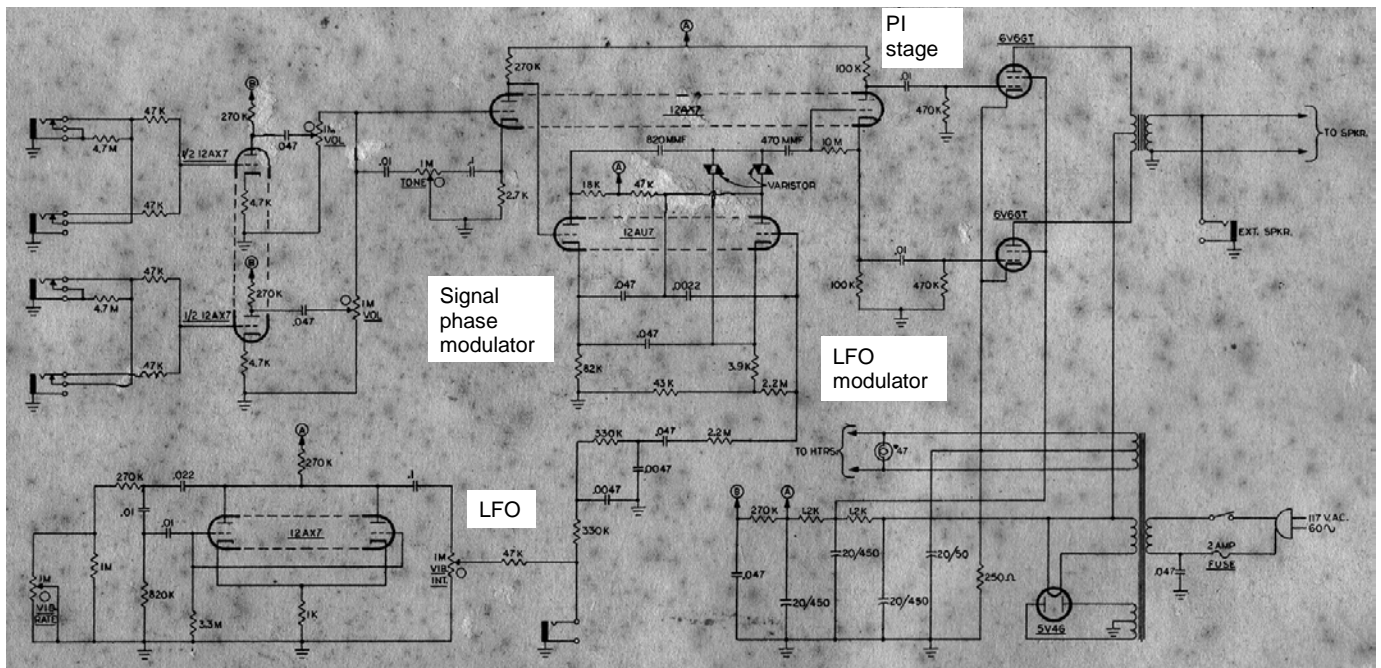 PI
stage
6V6GT
270K
100K
.01
12AX7
470K
47K
4.7M
1/2 12AX7
47K
270K
.047
1M
VOL
4.7K
.01
1M
TONE
.1
2.7K
820MMF
470MMF
10M
VARISTOR
18K
47K
12AU7
TO SPKR.
EXT. SPKR.
6V6GT
.01
100K
470K
47K
4.7M
1/2 12AX7
47K
270K
.047
1M
VOL
4.7K
Signal
phase
modulator
.047
.0022
.047
82K
3.9K
43K
2.2M
LFO
modulator
330K
.047
2.2M
.0047
.0047
330K
TO HTRS.
#47
A
270K
270K
.022
.1
.01
.01
12AX7
LFO
1M
VIB.
INT.
47K
1M
VIB.
RATE
1M
820K
3.3M
1K
B
A
270K
1.2K
1.2K
20/450
20/50
250Ω
.047
20/450
20/450
5V4G
117 V.AC.
60∿
2 AMP
FUSE
.047